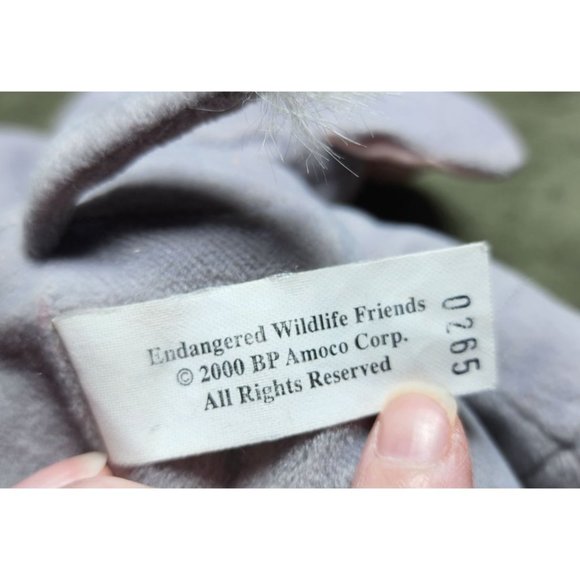 Endangered Wildlife Friends
© 2000 BP Amoco Corp.
All Rights Reserved
0265